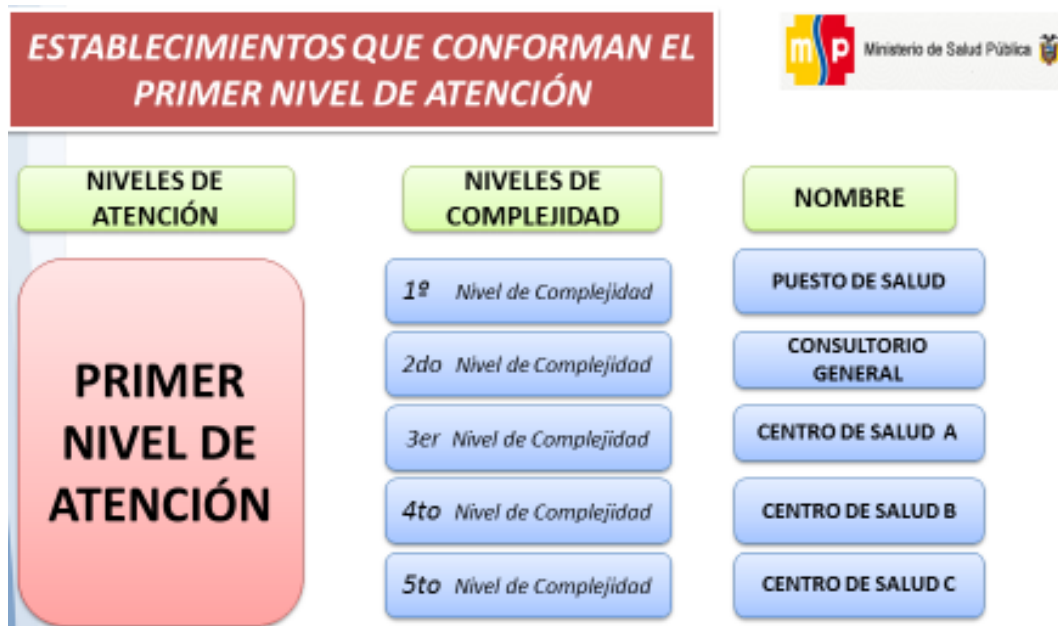 ESTABLECIMIENTOS QUE CONFORMAN EL
PRIMER NIVEL DE ATENCIÓN
msp
Ministerio de Salud Pública
NIVELES DE
ATENCIÓN
NIVELES DE
COMPLEJIDAD
NOMBRE
PRIMER
NIVEL DE
ATENCIÓN
1º Nivel de Complejidad
PUESTO DE SALUD
2do Nivel de Complejidad
CONSULTORIO
GENERAL
3er Nivel de Complejidad
CENTRO DE SALUD A
4to Nivel de Complejidad
CENTRO DE SALUD B
5to Nivel de Complejidad
CENTRO DE SALUD C